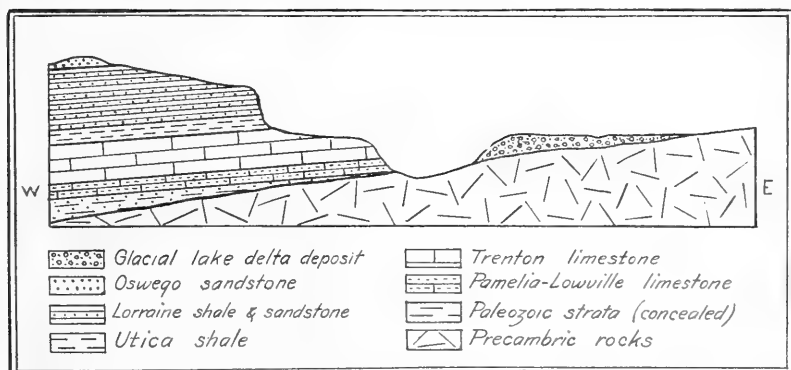 W
E
Glacial lake delta deposit
Oswego sandstone
Lorraine shale & sandstone
Utica shale
Trenton limestone
Pamelia-Lowville limestone
Paleozoic strata (concealed)
Precambric rocks